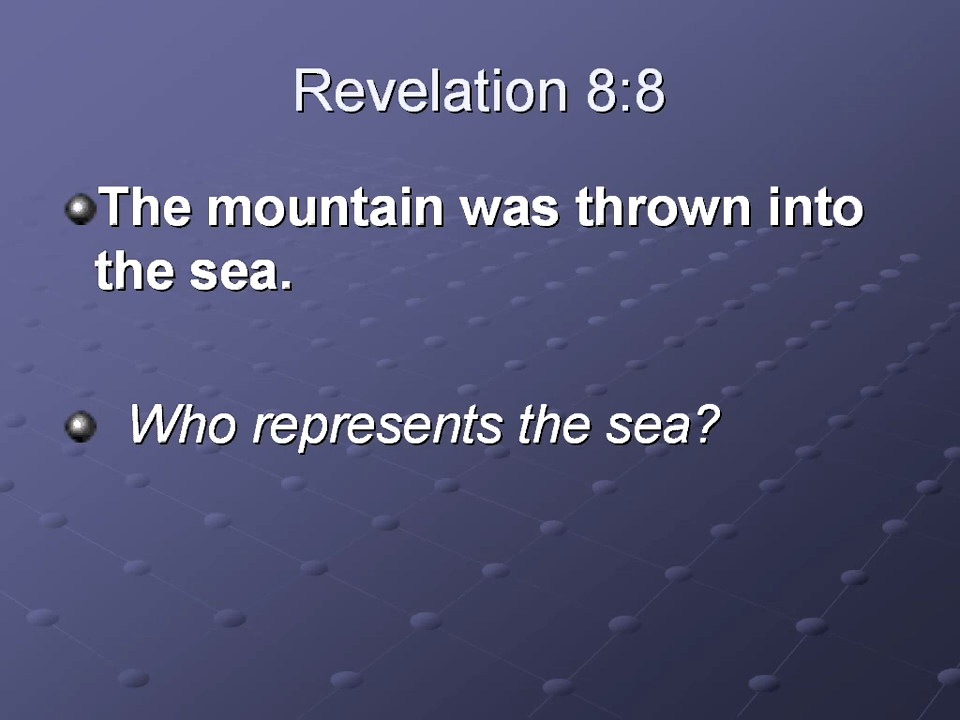 Revelation 8:8
The mountain was thrown into
the sea.
Who represents the sea?